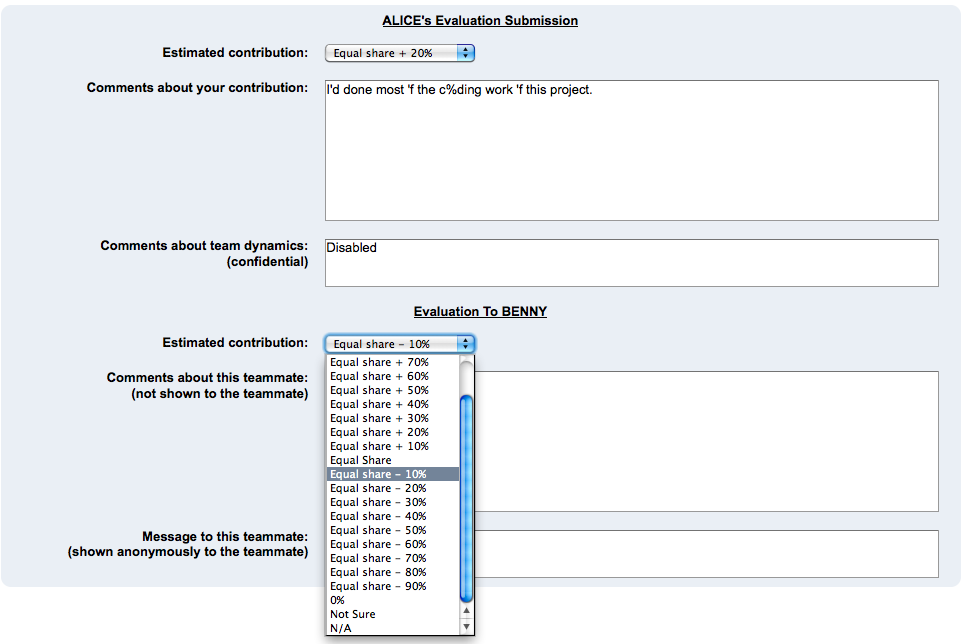 ALICE's Evaluation Submission
Estimated contribution:
Equal share + 20%
Comments about your contribution:
I'd done most 'f the c%ding work 'f this project.
Comments about team dynamics:
(confidential)
Disabled
Evaluation To BENNY
Estimated contribution:
Equal share – 10%
Equal share + 70%
Equal share + 60%
Equal share + 50%
Equal share + 40%
Equal share + 30%
Equal share + 20%
Equal share + 10%
Equal Share
Equal share – 10%
Equal share – 20%
Equal share – 30%
Equal share – 40%
Equal share – 50%
Equal share – 60%
Equal share – 70%
Equal share – 80%
Equal share – 90%
0%
Not Sure
N/A
Comments about this teammate:
(not shown to the teammate)
Message to this teammate:
(shown anonymously to the teammate)